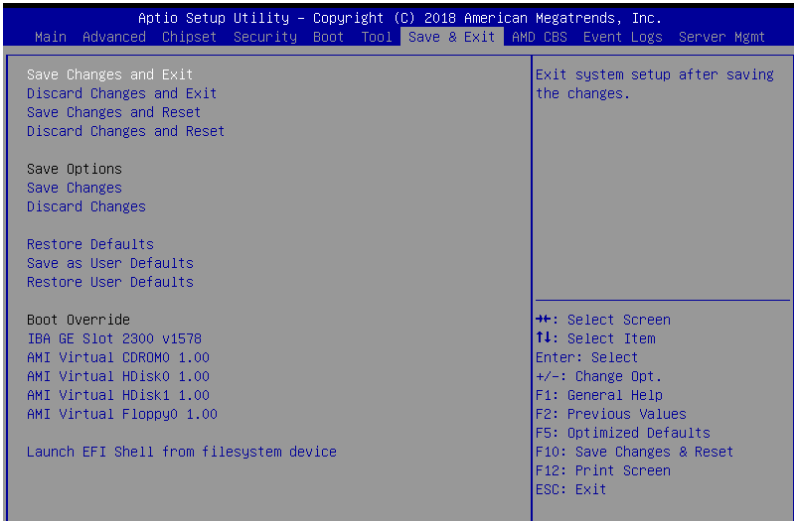 Aptio Setup Utility – Copyright (C) 2018 American Megatrends, Inc.
Main Advanced Chipset Security Boot Tool Save & Exit AMD CBS Event Logs Server Mgmt
Save Changes and Exit
Discard Changes and Exit
Save Changes and Reset
Discard Changes and Reset
Save Options
Save Changes
Discard Changes
Restore Defaults
Save as User Defaults
Restore User Defaults
Boot Override
IBA GE Slot 2300 v1578
AMI Virtual CDROM0 1.00
AMI Virtual HDisk0 1.00
AMI Virtual HDisk1 1.00
AMI Virtual Floppy0 1.00
Launch EFI Shell from filesystem device
Exit system setup after saving
the changes.
→←: Select Screen
↑↓: Select Item
Enter: Select
+/-: Change Opt.
F1: General Help
F2: Previous Values
F5: Optimized Defaults
F10: Save Changes & Reset
F12: Print Screen
ESC: Exit